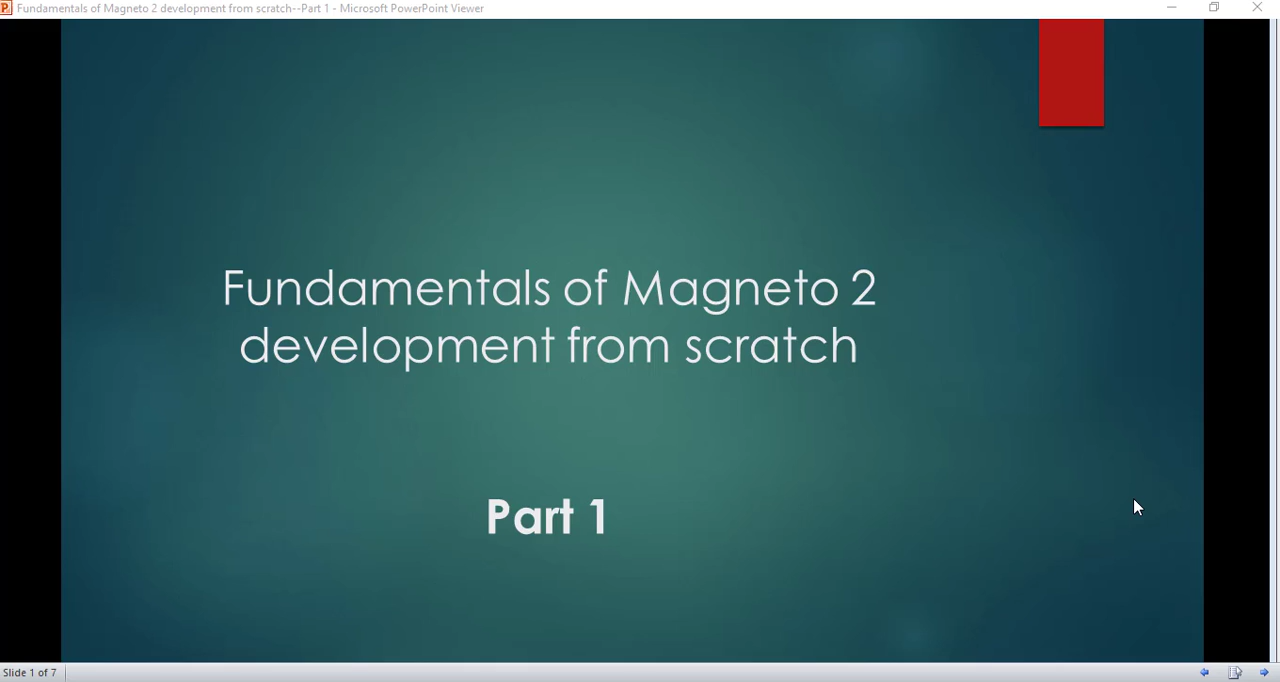 Fundamentals of Magneto 2 development from scratch--Part 1 - Microsoft PowerPoint Viewer
Fundamentals of Magneto 2
development from scratch
Part 1
Slide 1 of 7